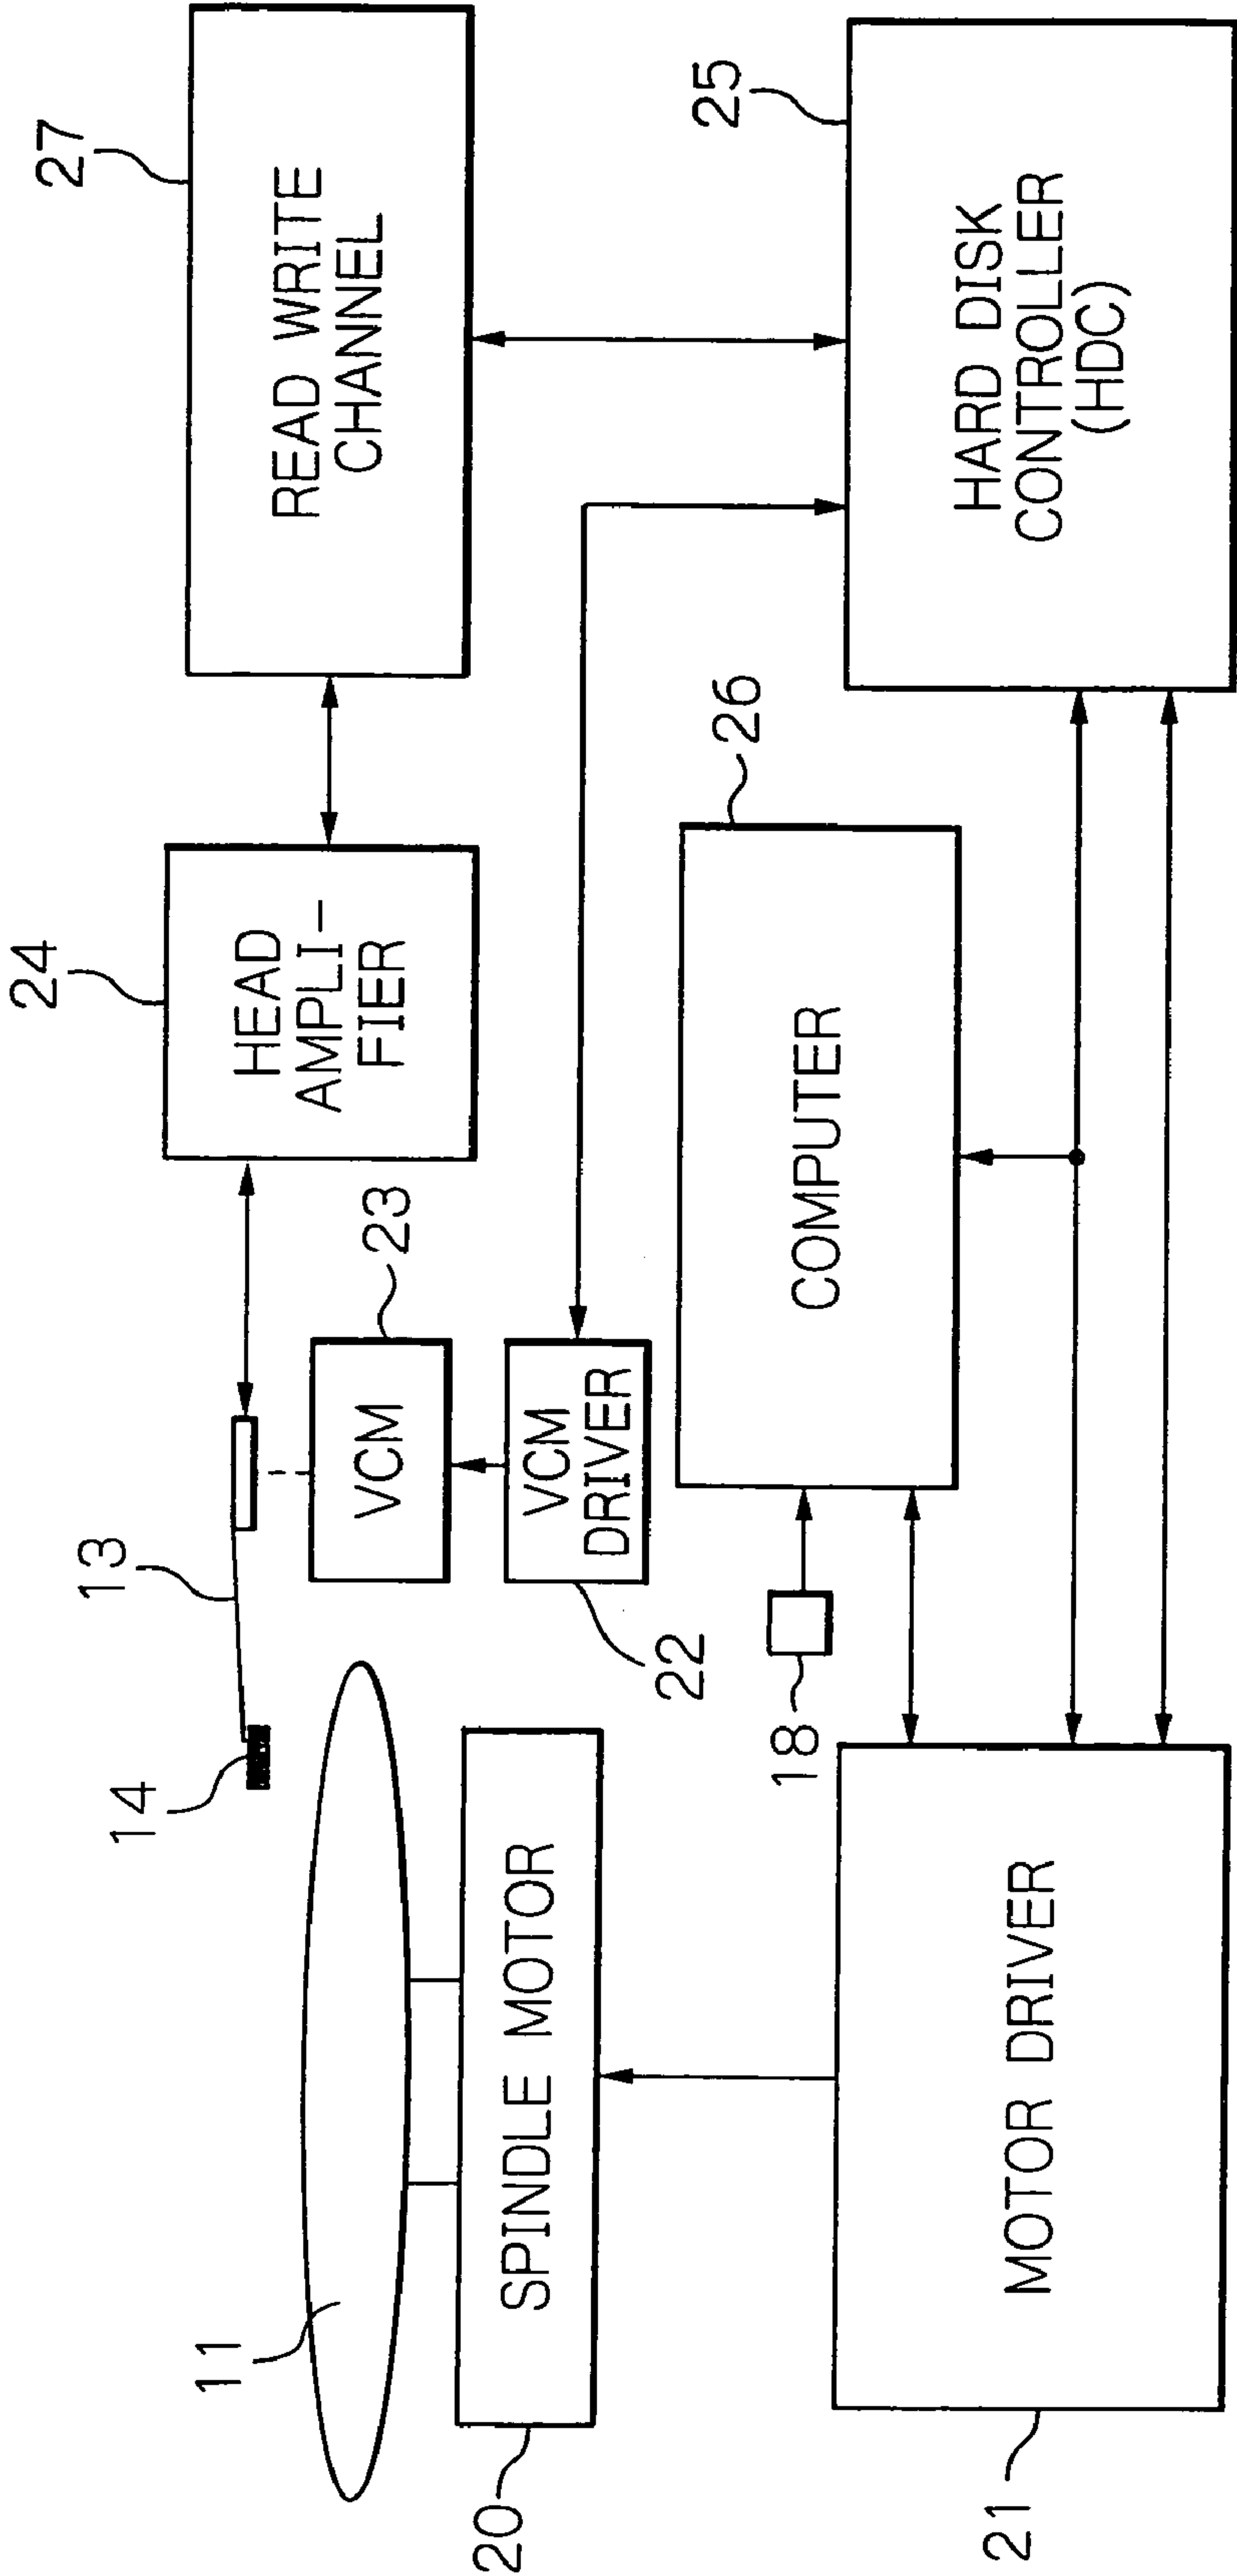 11
14
13
24
27
HEAD
AMPLI-
FIER
READ WRITE
CHANNEL
20
SPINDLE MOTOR
VCM
23
22
VCM
DRIVER
18
COMPUTER
26
25
21
MOTOR DRIVER
HARD DISK
CONTROLLER
(HDC)